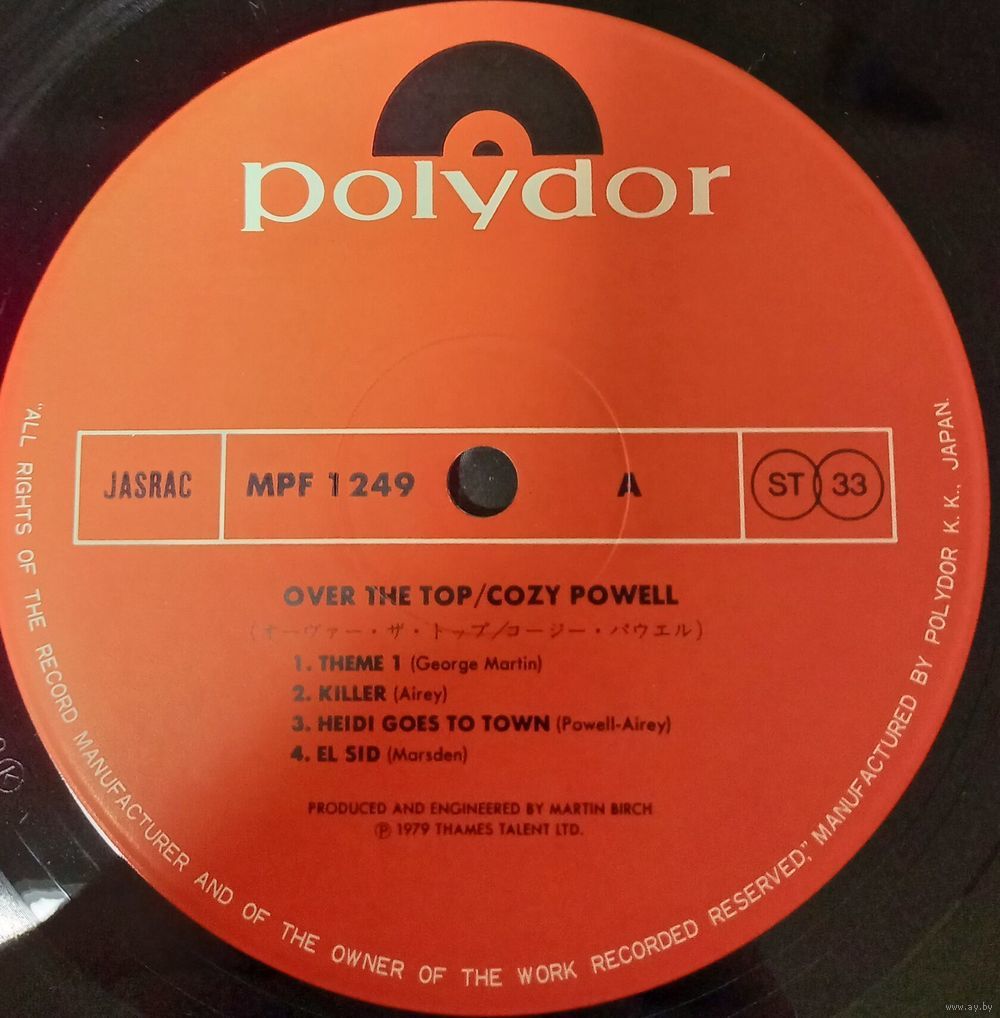 polydor
JASRAC
MPF 1249
A
ST 33
OVER THE TOP/COZY POWELL
(オーヴァー・ザ・トップ/コージー・パウエル)
1. THEME 1 (George Martin)
2. KILLER (Airey)
3. HEIDI GOES TO TOWN (Powell-Airey)
4. EL SID (Marsden)
PRODUCED AND ENGINEERED BY MARTIN BIRCH
Ⓟ 1979 THAMES TALENT LTD.
"ALL RIGHTS OF THE RECORD MANUFACTURER AND OF THE OWNER OF THE WORK RECORDED RESERVED," MANUFACTURED BY POLYDOR K. K., JAPAN.
www.ay.by